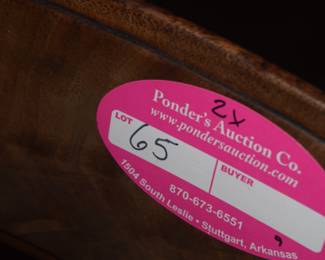 2x
Ponder's Auction Co.
www.pondersauction.com
LOT
65
BUYER
870-673-6551
1504 South Leslie • Stuttgart, Arkansas